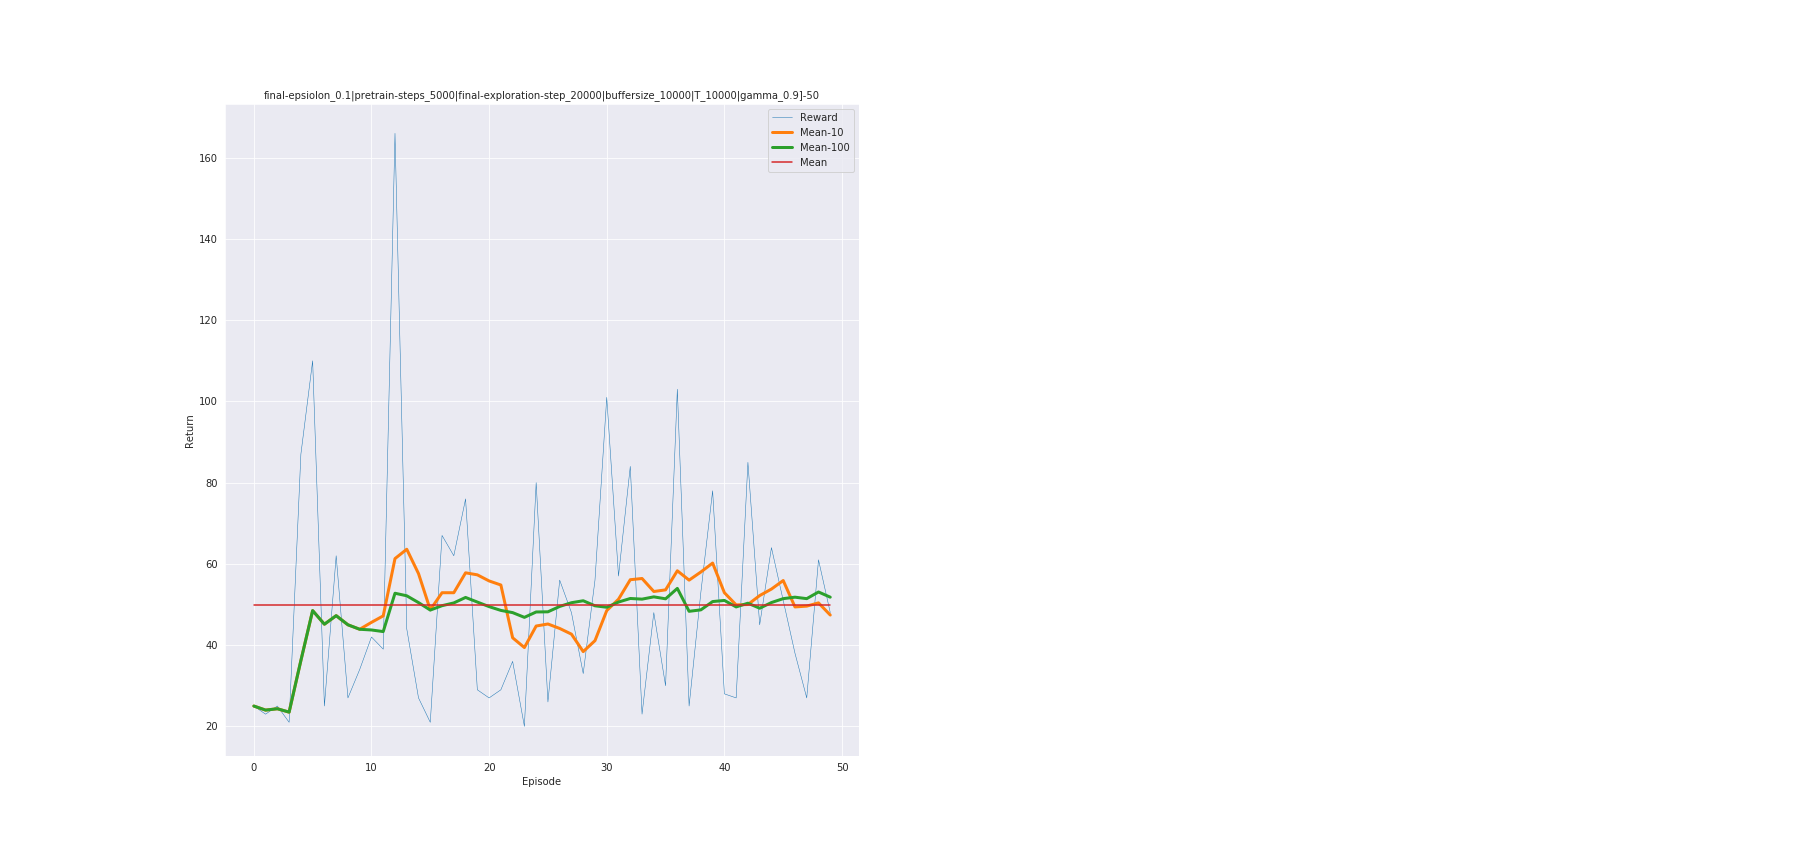 final-epsiolon_0.1|pretrain-steps_5000|final-exploration-step_20000|buffersize_10000|T_10000|gamma_0.9]-50
Reward
Mean-10
Mean-100
Mean
160
140
120
100
80
60
40
20
Return
0 10 20 30 40 50
Episode